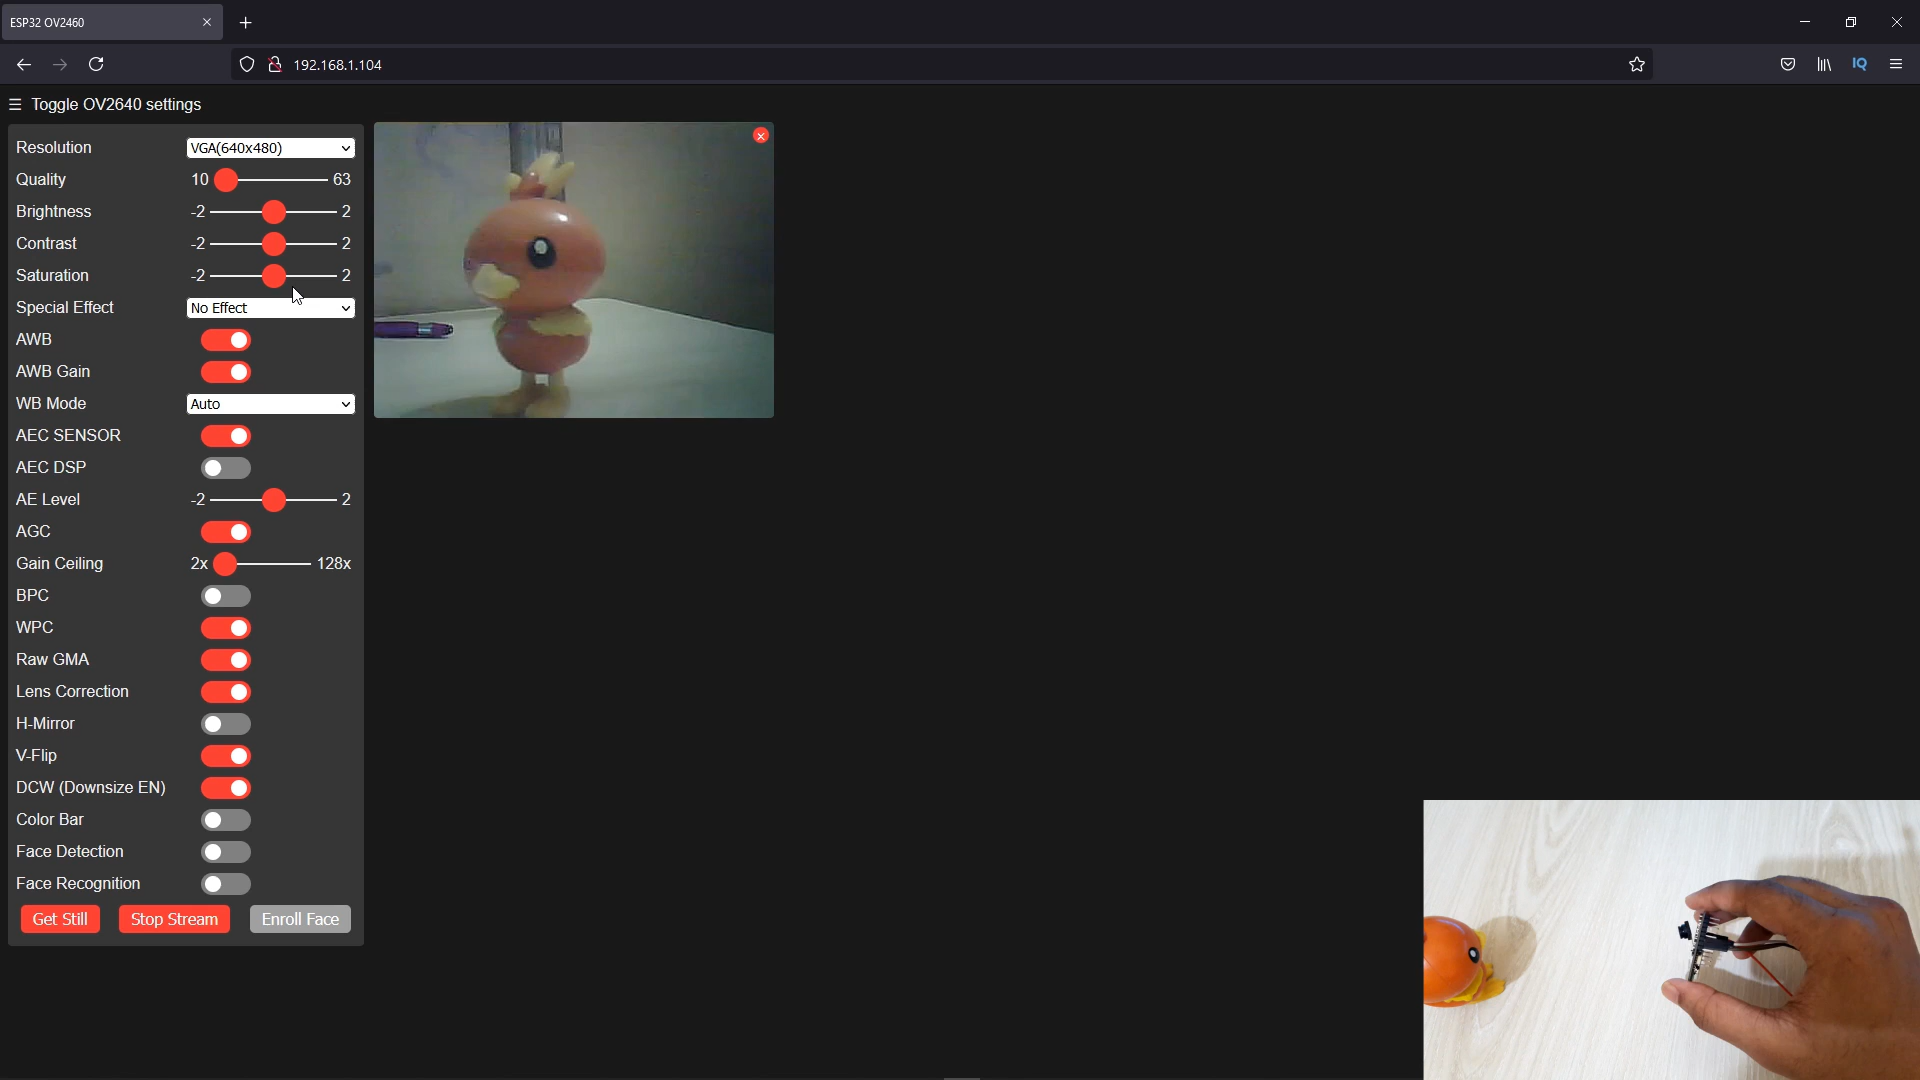 ESP32 OV2460
192.168.1.104
IQ
☰ Toggle OV2640 settings
Resolution VGA(640x480)
Quality 10 63
Brightness -2 2
Contrast -2 2
Saturation -2 2
Special Effect No Effect
AWB
AWB Gain
WB Mode Auto
AEC SENSOR
AEC DSP
AE Level -2 2
AGC
Gain Ceiling 2x 128x
BPC
WPC
Raw GMA
Lens Correction
H-Mirror
V-Flip
DCW (Downsize EN)
Color Bar
Face Detection
Face Recognition
Get Still Stop Stream Enroll Face